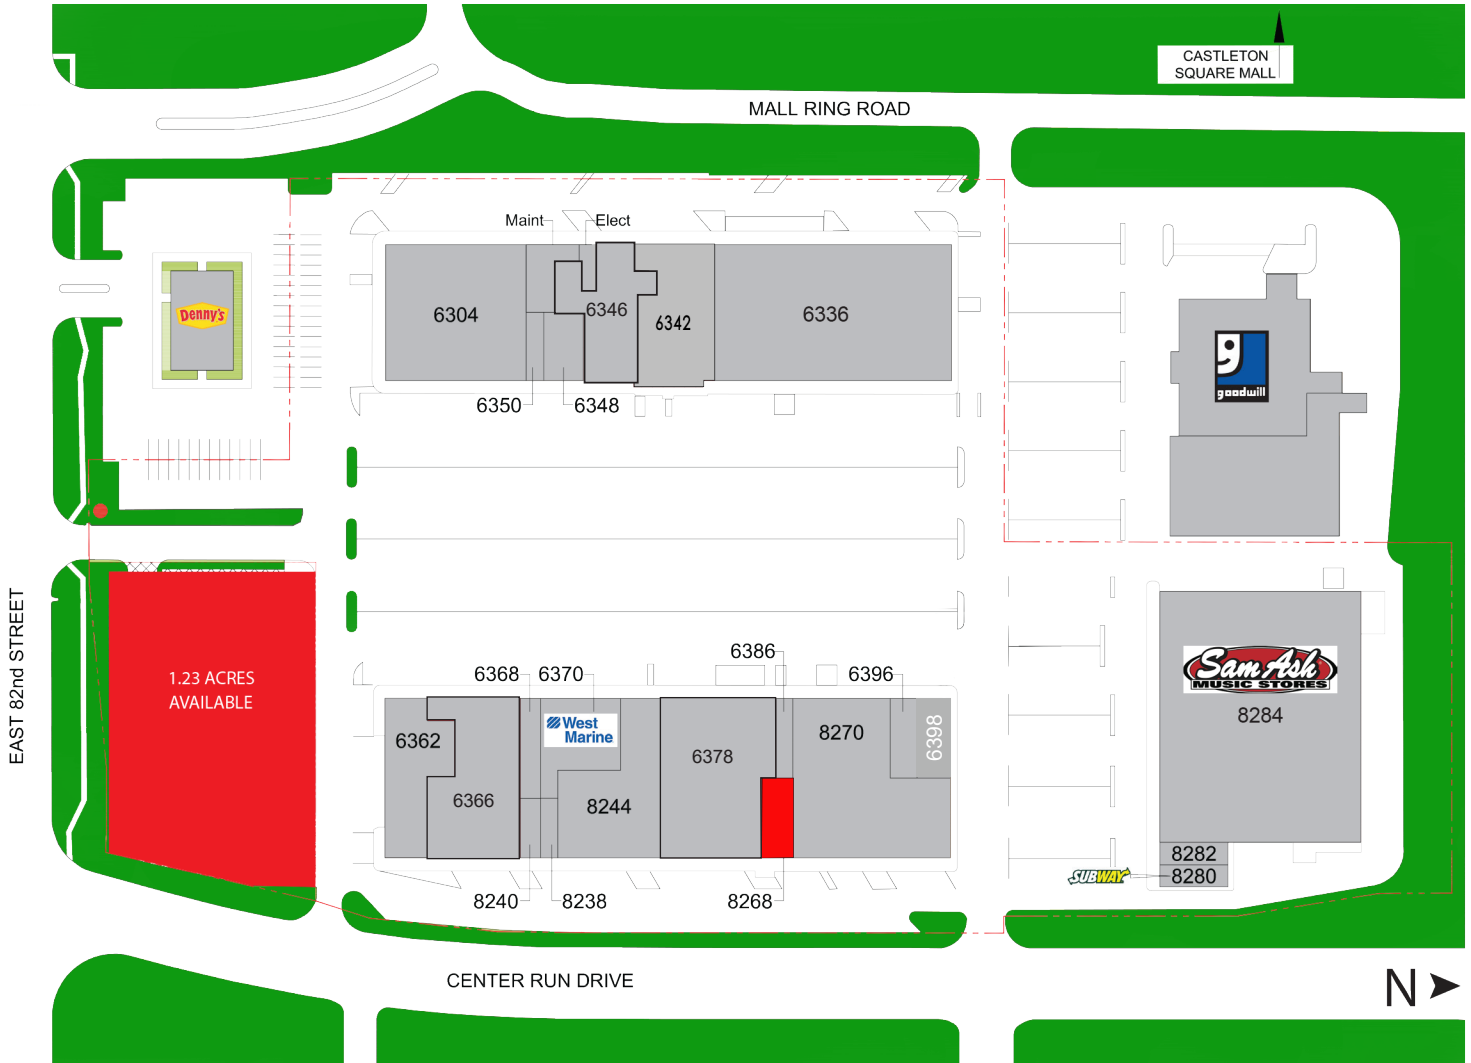 CASTLETON
SQUARE MALL
MALL RING ROAD
Maint
Elect
Denny's
6304
6346
6342
6336
goodwill
6350
6348
EAST 82nd STREET
1.23 ACRES
AVAILABLE
6368
6370
6386
6396
Sam Ash
MUSIC STORES
8284
West
Marine
6362
6366
8244
6378
8270
6398
8282
SUBWAY
8280
8240
8238
8268
CENTER RUN DRIVE
N